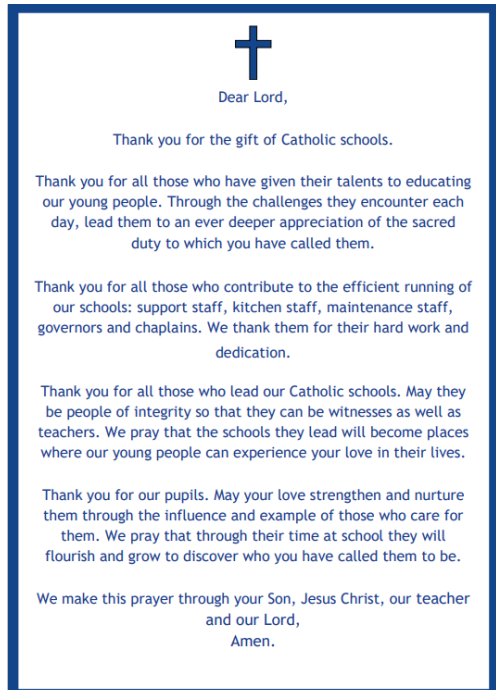 Dear Lord,
Thank you for the gift of Catholic schools.
Thank you for all those who have given their talents to educating
our young people. Through the challenges they encounter each
day, lead them to an ever deeper appreciation of the sacred
duty to which you have called them.
Thank you for all those who contribute to the efficient running of
our schools: support staff, kitchen staff, maintenance staff,
governors and chaplains. We thank them for their hard work and
dedication.
Thank you for all those who lead our Catholic schools. May they
be people of integrity so that they can be witnesses as well as
teachers. We pray that the schools they lead will become places
where our young people can experience your love in their lives.
Thank you for our pupils. May your love strengthen and nurture
them through the influence and example of those who care for
them. We pray that through their time at school they will
flourish and grow to discover who you have called them to be.
We make this prayer through your Son, Jesus Christ, our teacher
and our Lord,
Amen.